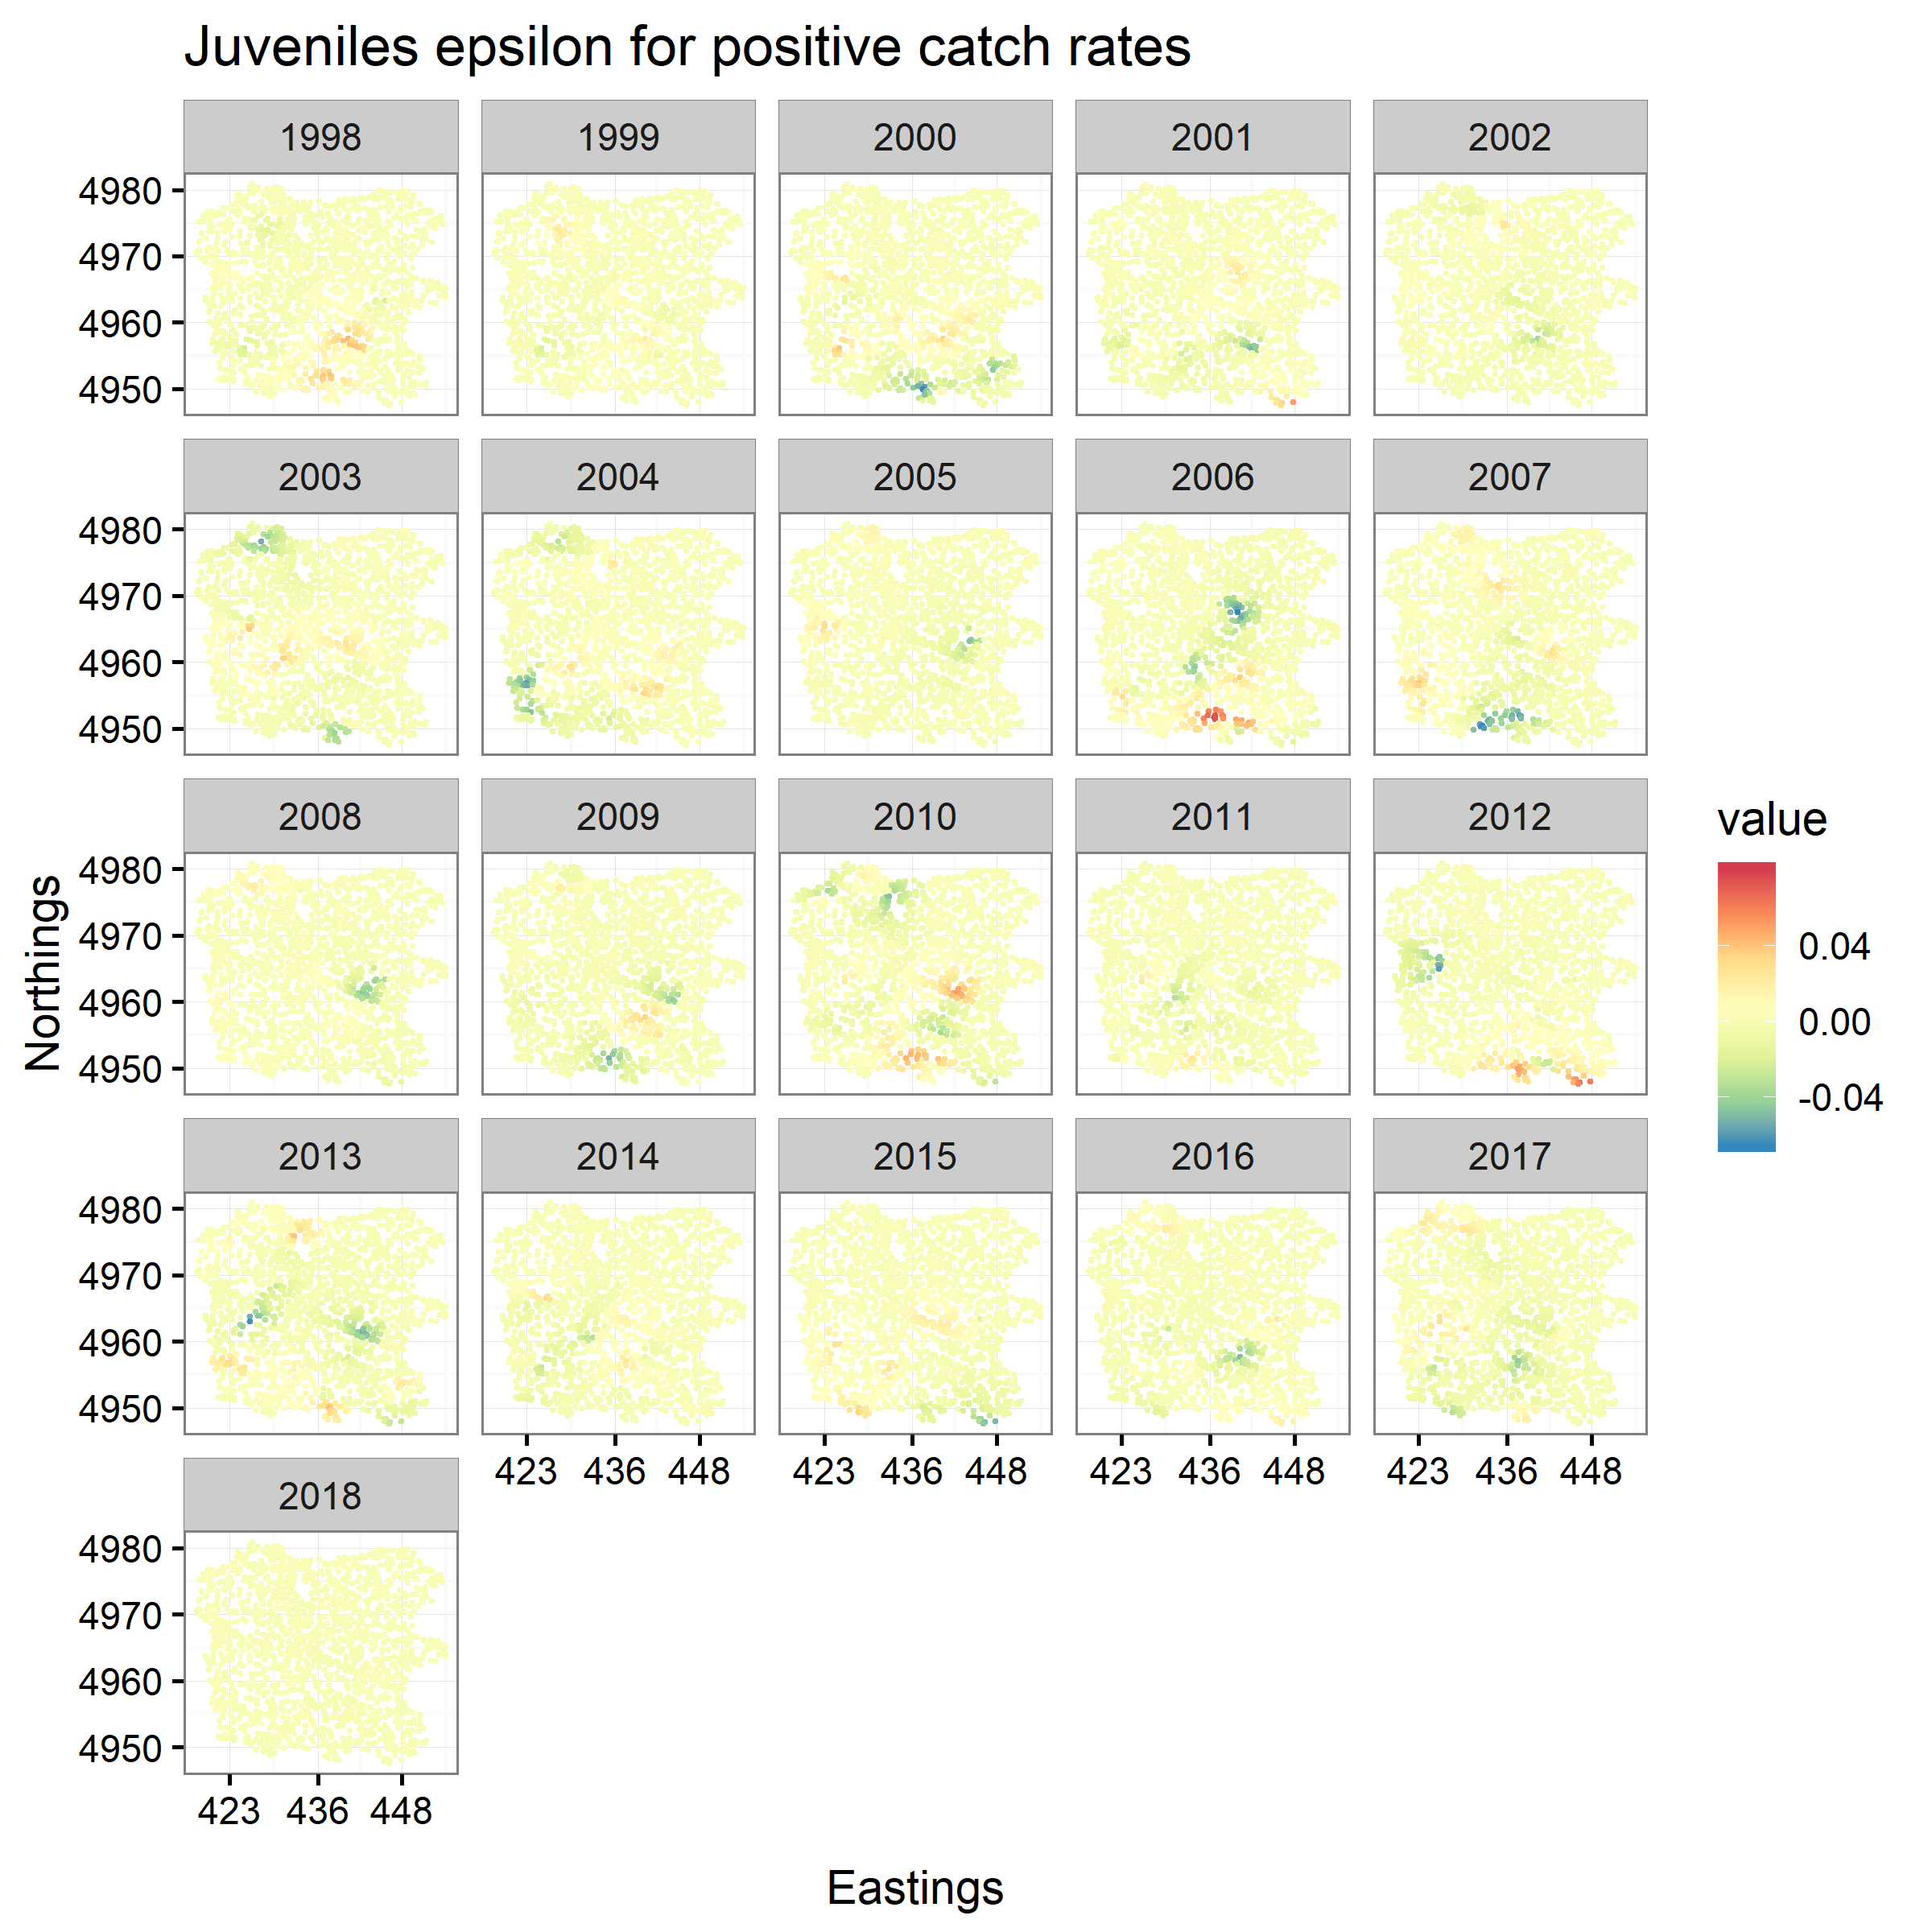 Juveniles epsilon for positive catch rates
1998 1999 2000 2001 2002
4980
4970
4960
4950
2003 2004 2005 2006 2007
4980
4970
4960
4950
2008 2009 2010 2011 2012
4980
4970
4960
4950
2013 2014 2015 2016 2017
4980
4970
4960
4950
423 436 448 423 436 448 423 436 448 423 436 448
2018
4980
4970
4960
4950
423 436 448
Northings
Eastings
value
0.04
0.00
-0.04